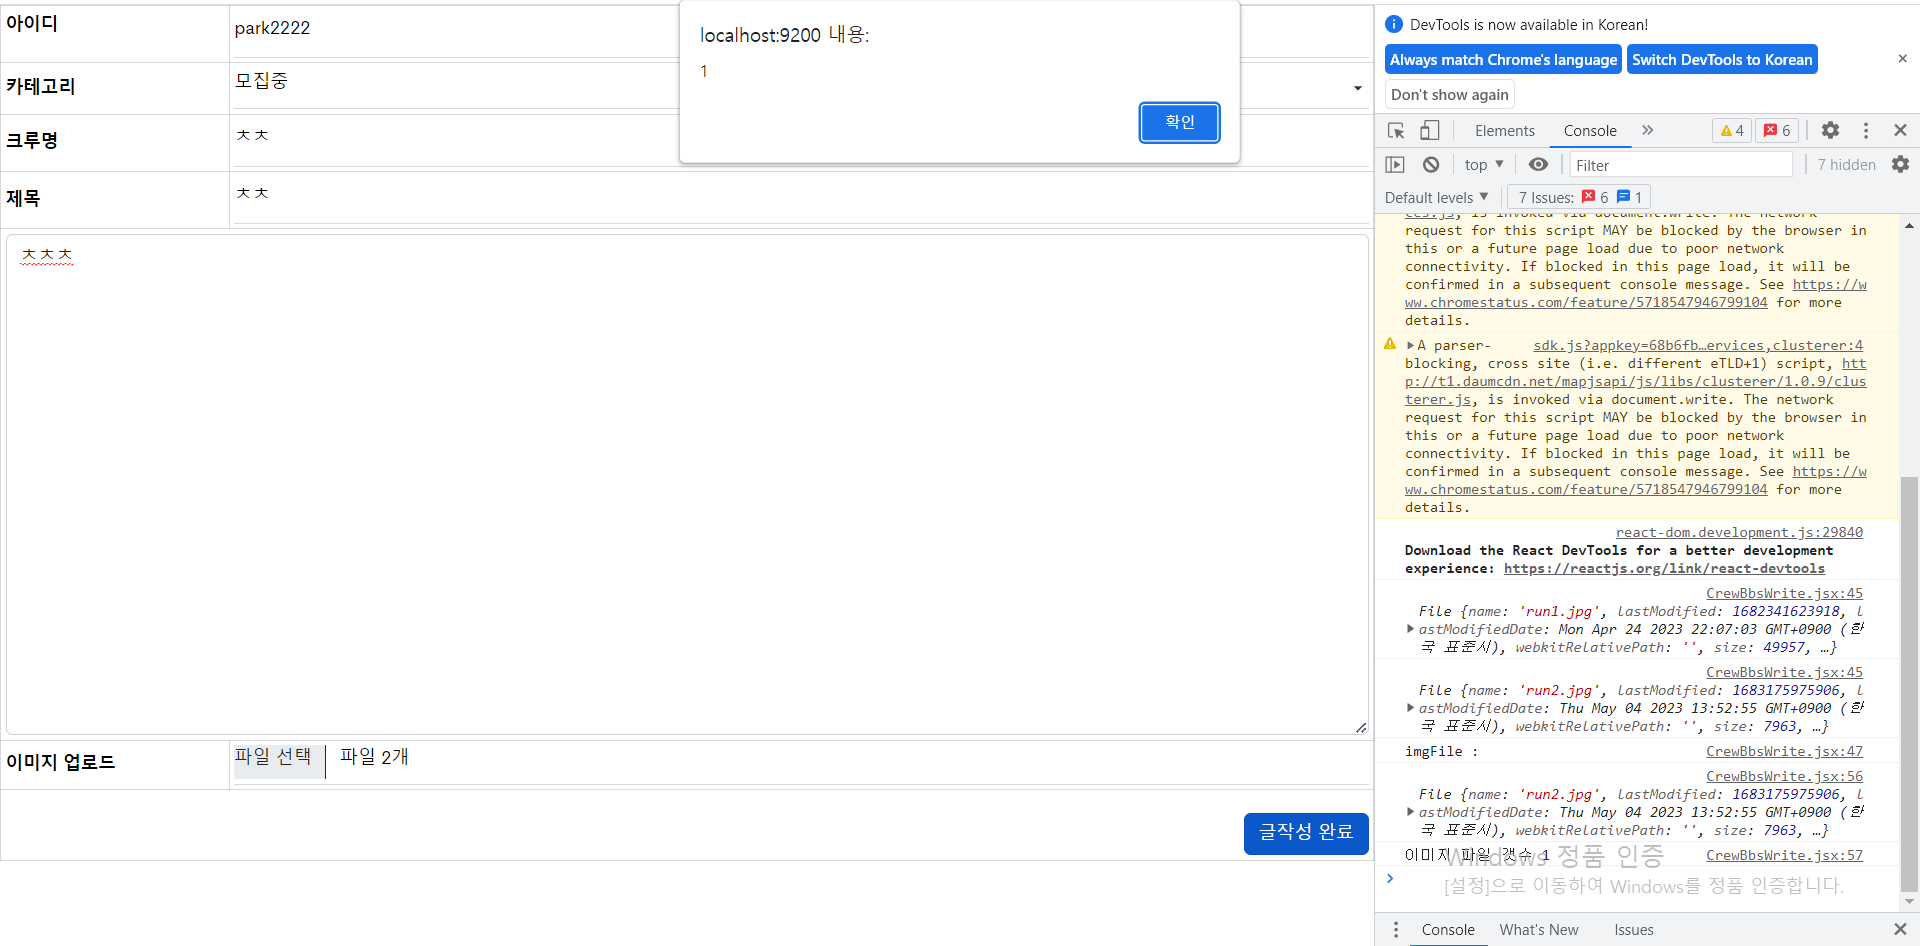 아이디
park2222
카테고리
모집중
크루명
ㅊㅊ
제목
ㅊㅊ
ㅊㅊㅊ
이미지 업로드
파일 선택
파일 2개
글작성 완료
localhost:9200 내용:
1
확인
DevTools is now available in Korean!
Always match Chrome's language
Switch DevTools to Korean
Don't show again
Elements
Console
4
6
top
Filter
7 hidden
Default levels
7 Issues:
6
1
ces.js, is invoked via document.write. The network
request for this script MAY be blocked by the browser in
this or a future page load due to poor network
connectivity. If blocked in this page load, it will be
confirmed in a subsequent console message. See https://w
ww.chromestatus.com/feature/5718547946799104 for more
details.
A parser- sdk.js?appkey=68b6fb…ervices,clusterer:4
blocking, cross site (i.e. different eTLD+1) script, htt
p://t1.daumcdn.net/mapjsapi/js/libs/clusterer/1.0.9/clus
terer.js, is invoked via document.write. The network
request for this script MAY be blocked by the browser in
this or a future page load due to poor network
connectivity. If blocked in this page load, it will be
confirmed in a subsequent console message. See https://w
ww.chromestatus.com/feature/5718547946799104 for more
details.
react-dom.development.js:29840
Download the React DevTools for a better development
experience: https://reactjs.org/link/react-devtools
CrewBbsWrite.jsx:45
File {name: 'run1.jpg', lastModified: 1682341623918, l
astModifiedDate: Mon Apr 24 2023 22:07:03 GMT+0900 (한
국 표준시), webkitRelativePath: '', size: 49957, …}
CrewBbsWrite.jsx:45
File {name: 'run2.jpg', lastModified: 1683175975906, l
astModifiedDate: Thu May 04 2023 13:52:55 GMT+0900 (한
국 표준시), webkitRelativePath: '', size: 7963, …}
imgFile : CrewBbsWrite.jsx:47
CrewBbsWrite.jsx:56
File {name: 'run2.jpg', lastModified: 1683175975906, l
astModifiedDate: Thu May 04 2023 13:52:55 GMT+0900 (한
국 표준시), webkitRelativePath: '', size: 7963, …}
이미지 파일 갯수 1 CrewBbsWrite.jsx:57
Windows 정품 인증
[설정]으로 이동하여 Windows를 정품 인증합니다.
Console
What's New
Issues